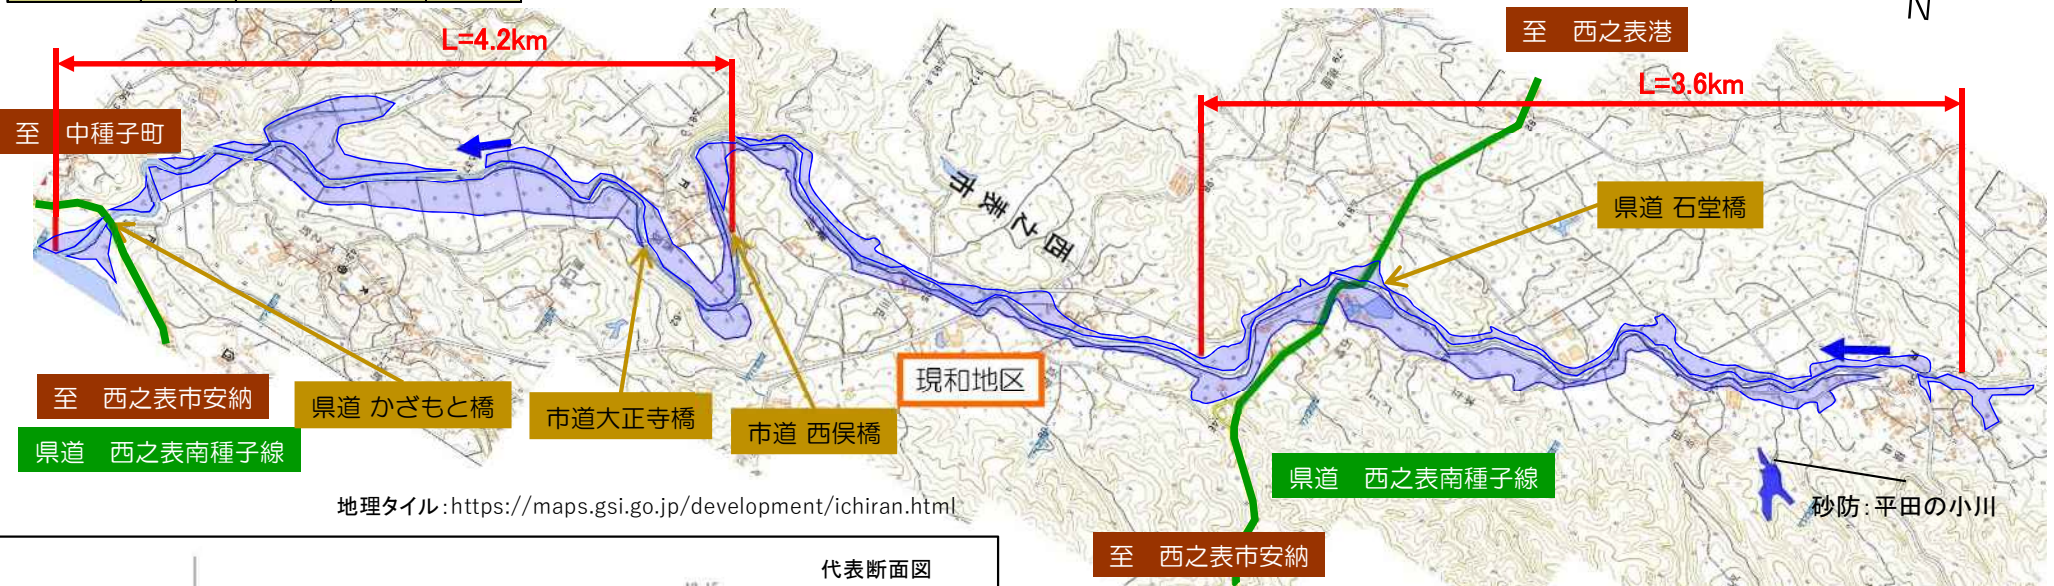 N
至　西之表港
L=4.2km
L=3.6km
至　中種子町
西之表市
県道 石堂橋
現和地区
至　西之表市安納
県道 かざもと橋
市道大正寺橋
市道 西俣橋
県道　西之表南種子線
県道　西之表南種子線
地理タイル:https://maps.gsi.go.jp/development/ichiran.html
砂防:平田の小川
至　西之表市安納
代表断面図